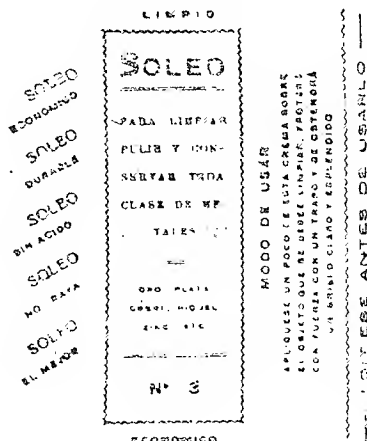 LIMPIO
SOLEO
ECONOMICO
SOLEO
DURABLE
SOLEO
SIN ACIDO
SOLEO
NO RAYA
SOLEO
EL MEJOR
SOLEO
PARA LIMPIAR
PULIR Y CON-
SERVAR TODA
CLASE DE ME-
TALES
ORO PLATA
COBRE, NIQUEL
ZINC ETC
Nº 3
ECONOMICO
MODO DE USAR
APLIQUESE UN POCO DE ESTA CREMA SOBRE
EL OBJETO QUE SE DEBE LIMPIAR, FROTARA
CON FUERZA CON UN TRAPO Y SE OBTENDRÁ
UN BRILLO CLARO Y ESPLENDIDO
ESE ANTES DE USARLO